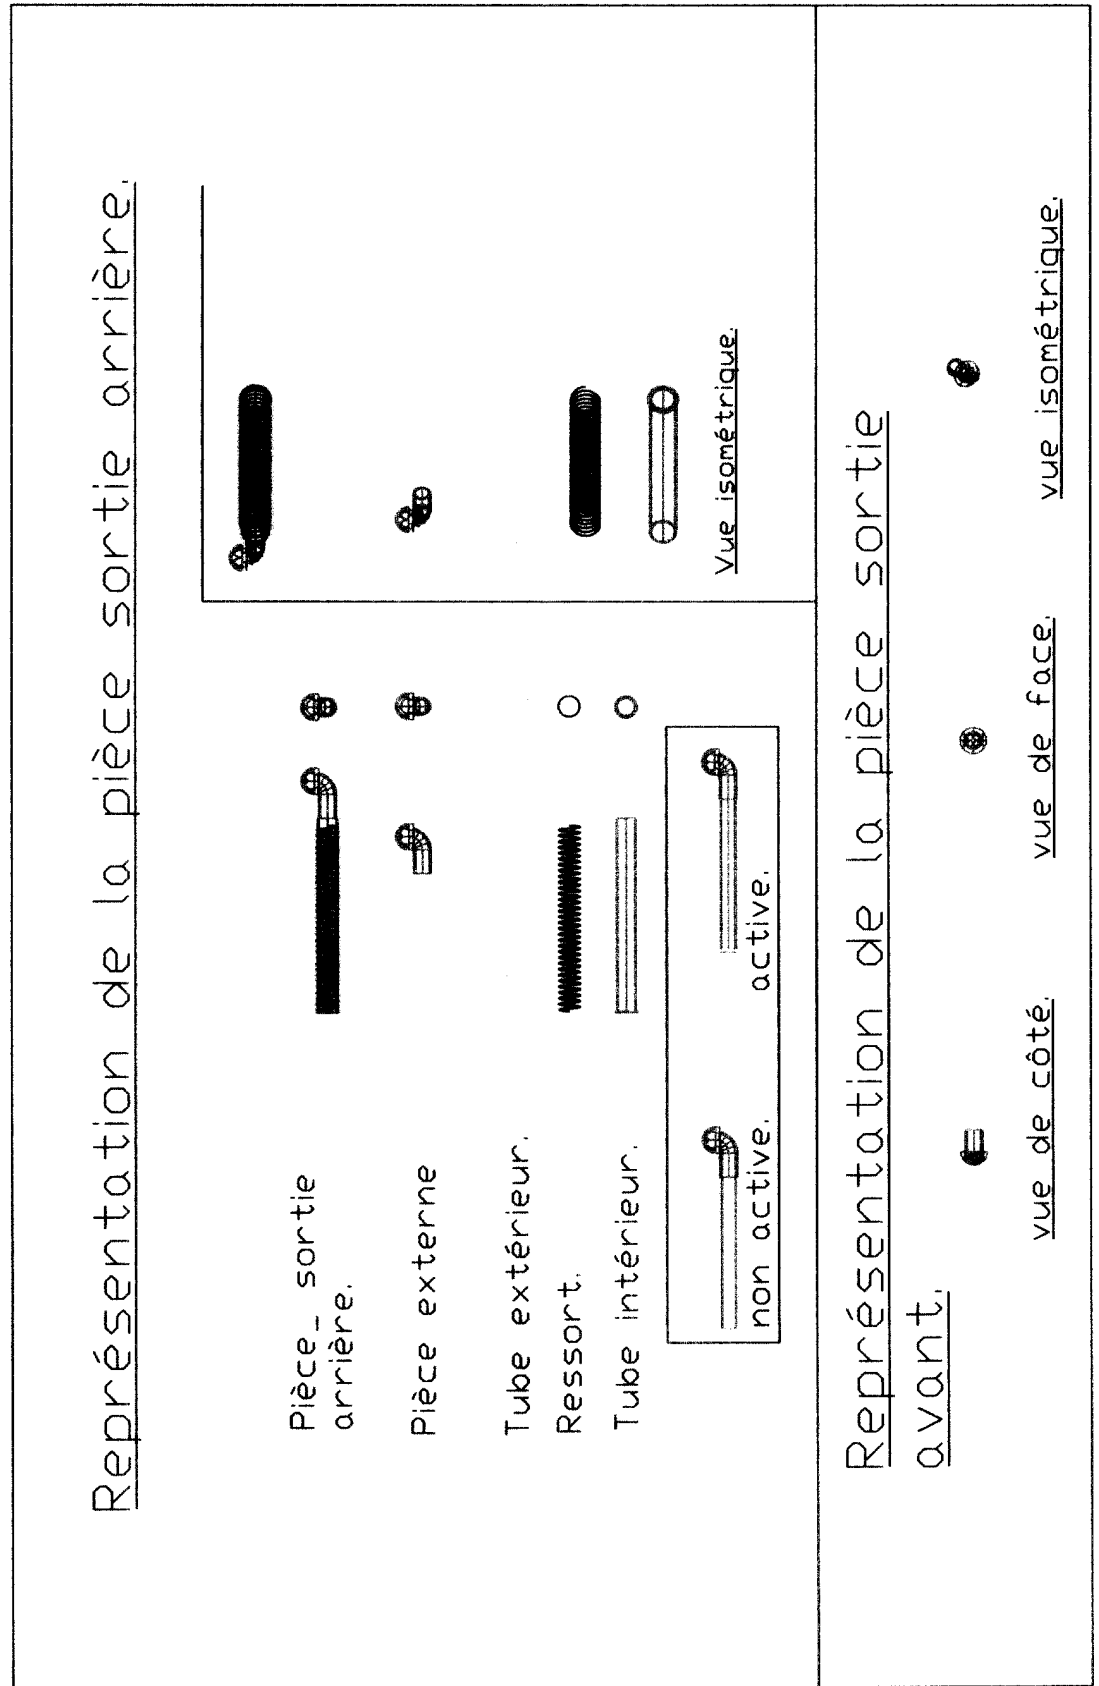 Représentation de la pièce sortie arrière.
Pièce_ sortie
arrière.
Pièce externe
Tube extérieur.
Ressort.
Tube intérieur.
non active.
active.
Vue isométrique.
Représentation de la pièce sortie
avant.
vue de côté.
vue de face.
vue isométrique.